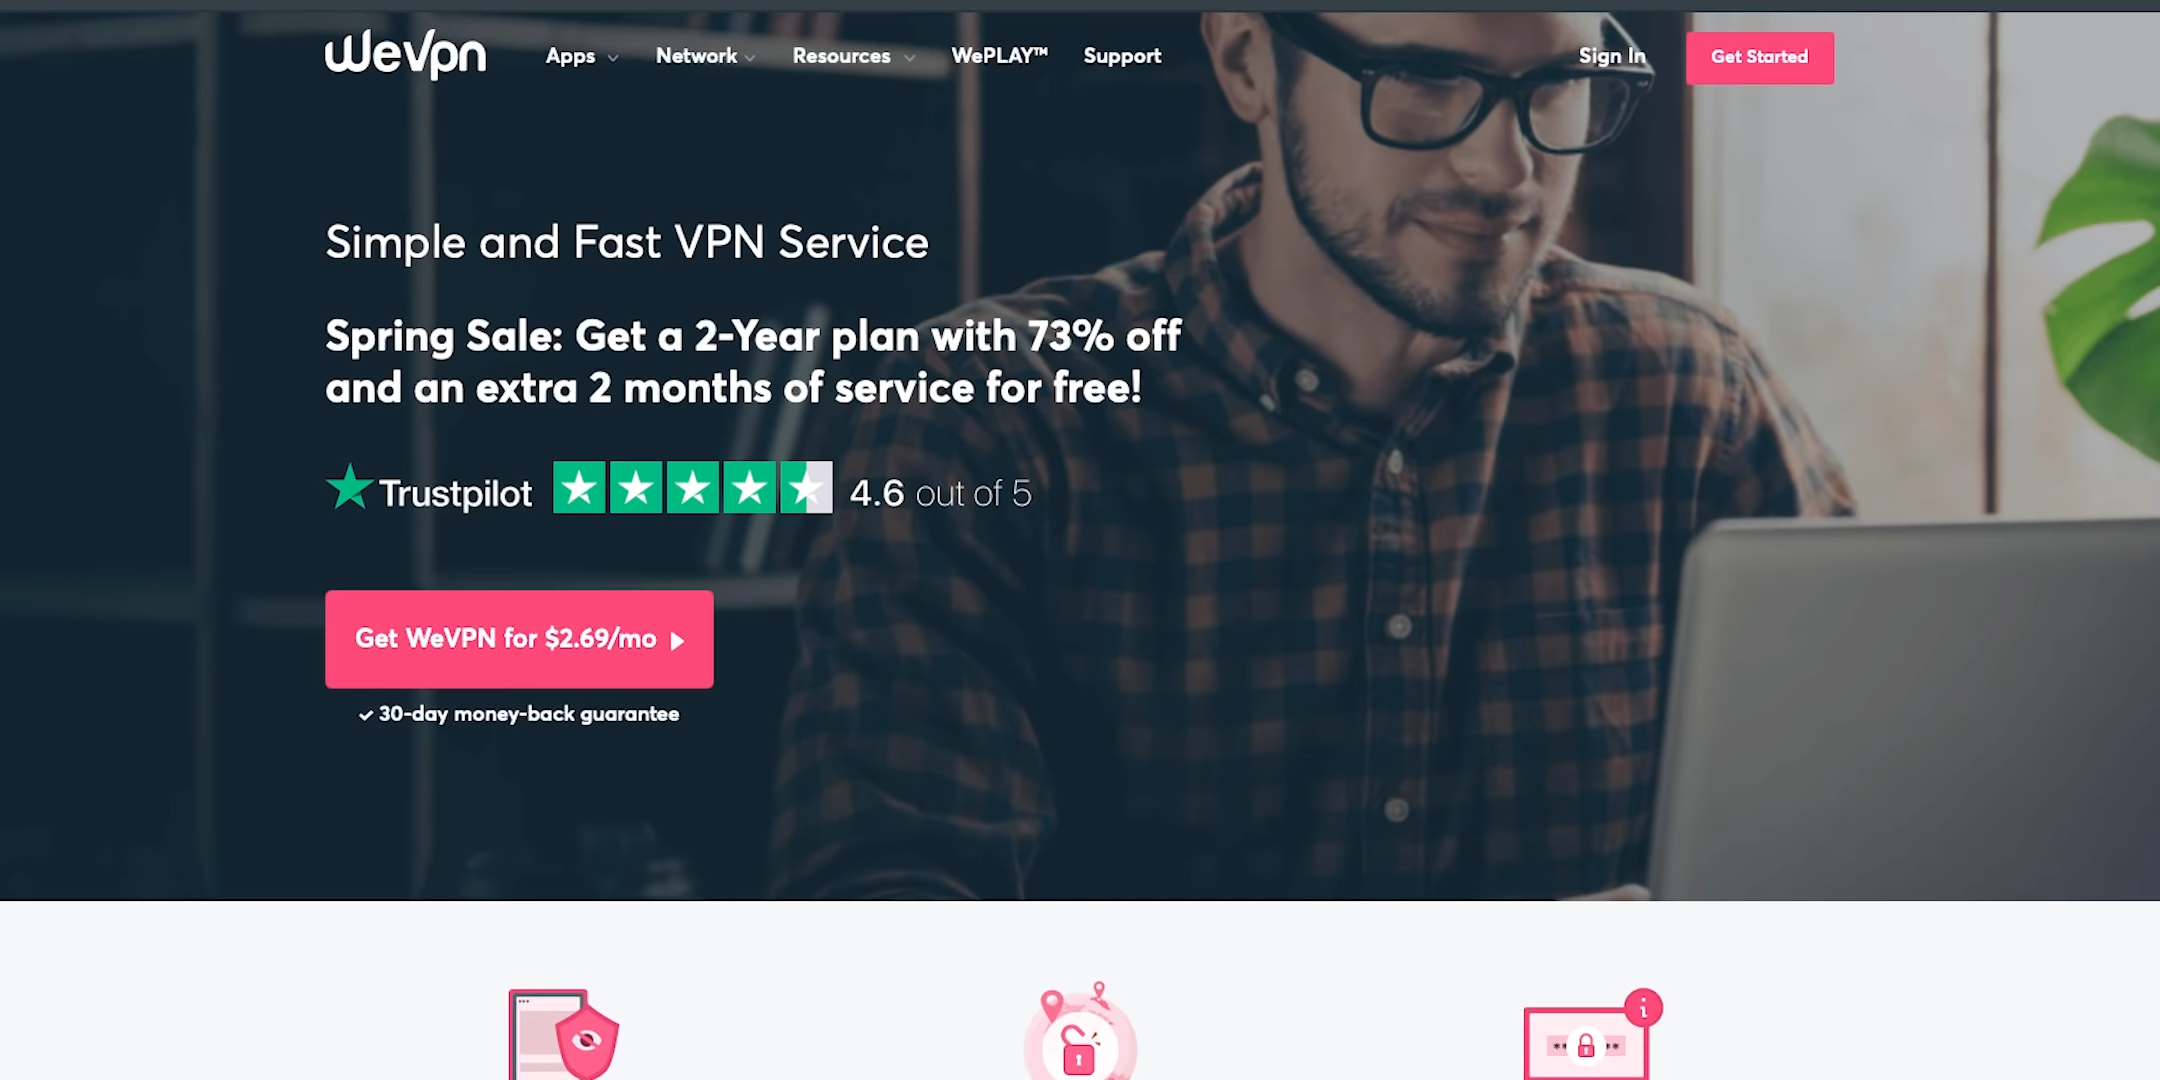 WeVpn
Apps
Network
Resources
WePLAY™
Support
Sign In
Get Started
Simple and Fast VPN Service
Spring Sale: Get a 2-Year plan with 73% off
and an extra 2 months of service for free!
Trustpilot
4.6 out of 5
Get WeVPN for $2.69/mo
30-day money-back guarantee
i
** **